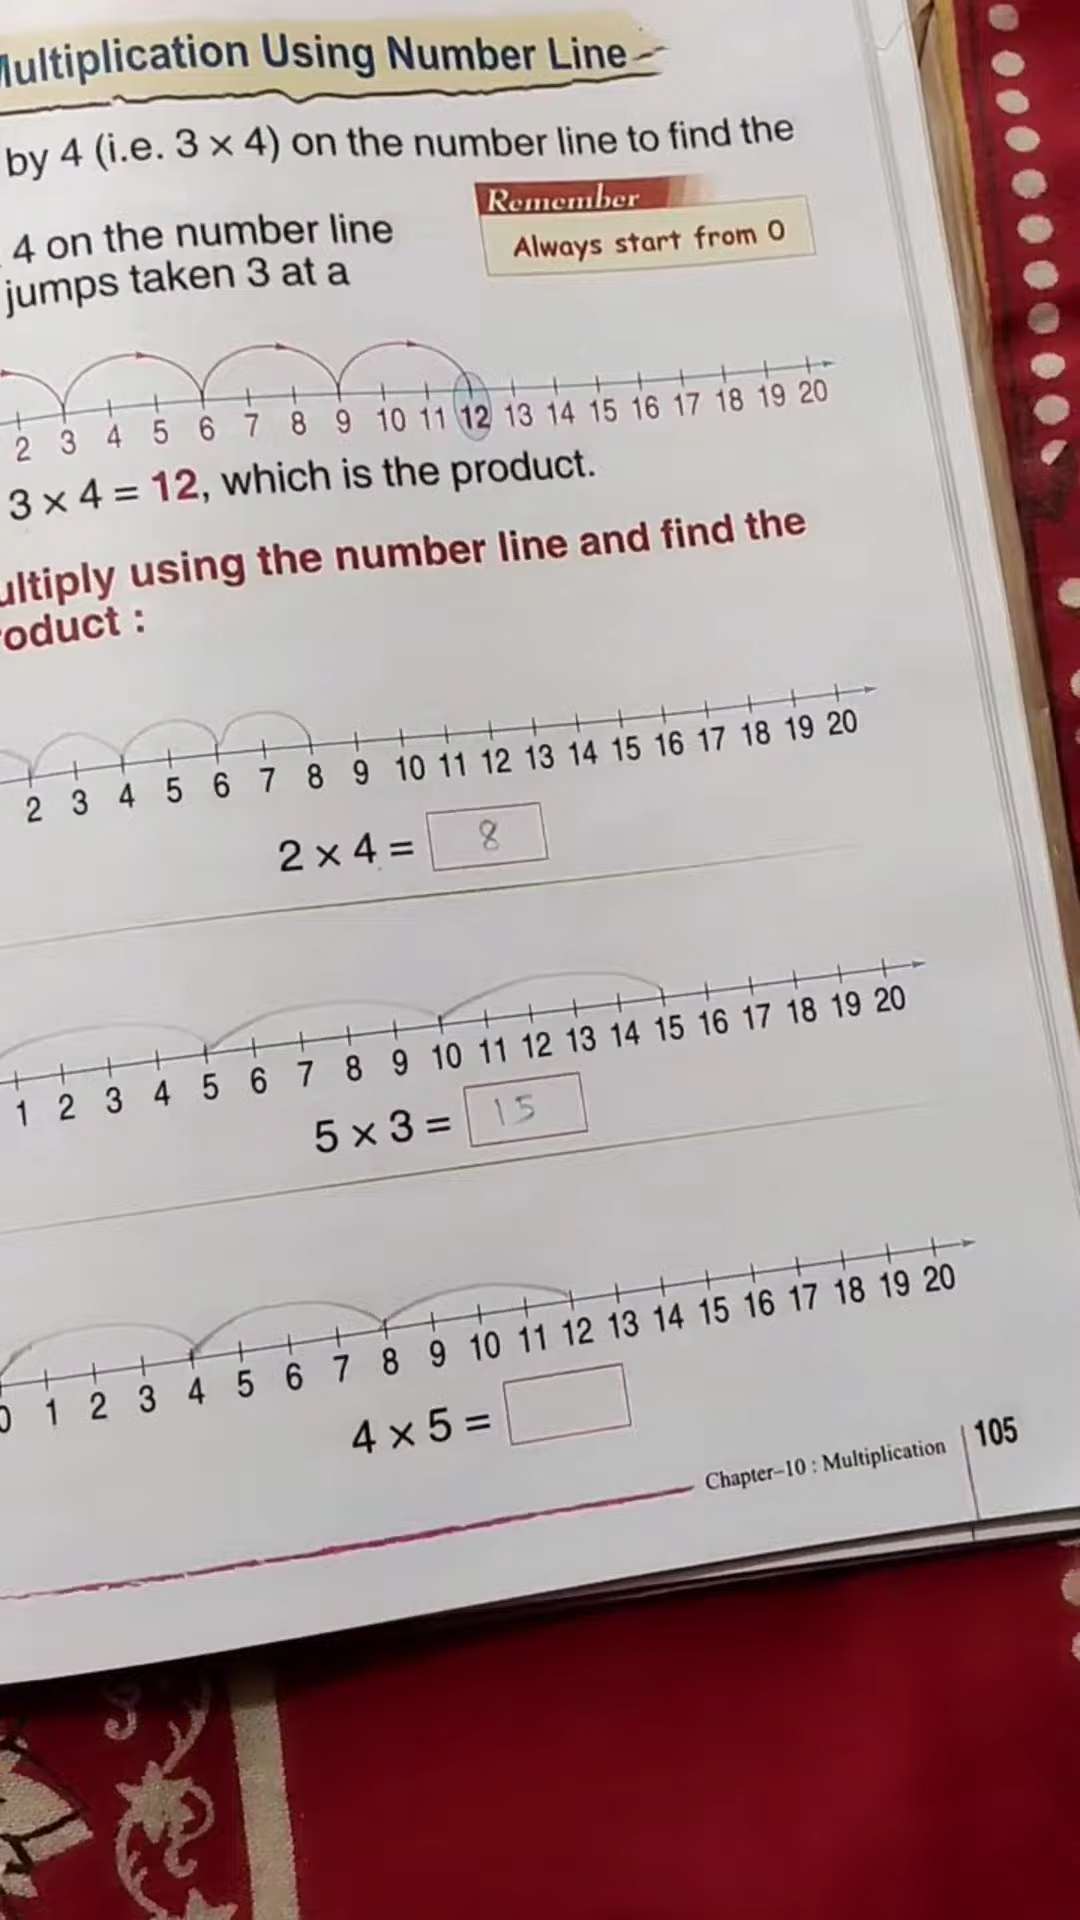 Multiplication Using Number Line
by 4 (i.e. 3 × 4) on the number line to find the
Remember
Always start from 0
4 on the number line
jumps taken 3 at a
2 3 4 5 6 7 8 9 10 11 12 13 14 15 16 17 18 19 20
3 × 4 = 12, which is the product.
ultiply using the number line and find the
roduct :
2 3 4 5 6 7 8 9 10 11 12 13 14 15 16 17 18 19 20
2 × 4 = 8
1 2 3 4 5 6 7 8 9 10 11 12 13 14 15 16 17 18 19 20
5 × 3 = 15
0 1 2 3 4 5 6 7 8 9 10 11 12 13 14 15 16 17 18 19 20
4 × 5 =
Chapter–10 : Multiplication 105